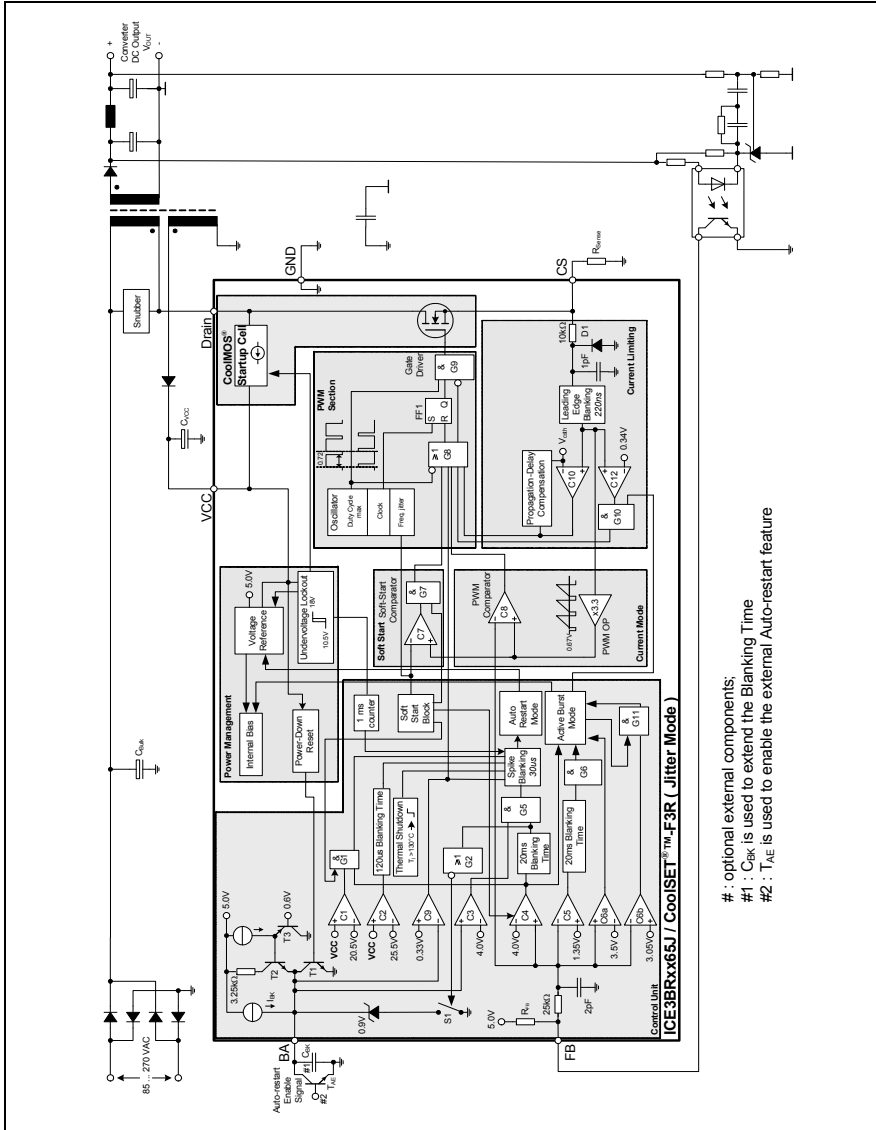 +
Converter
DC Output
VOUT
-
Snubber
CVCC
CBulk
85 ... 270 VAC
VCC
Drain
GND
CS
RSense
CoolMOS®
Startup Cell
Power Management
Internal Bias
Voltage
Reference
5.0V
Undervoltage Lockout
18V
10.5V
Power-Down
Reset
PWM
Section
0.72
Oscillator
Duty Cycle
max
Clock
Freq. jitter
Gate
Driver
&
G9
FF1
S
R
Q
≥1
G8
Soft Start
Soft-Start
Comparator
&
G7
C7
Soft
Start
Block
1 ms
counter
PWM
Comparator
C8
0.67V
x3.3
PWM OP
Current Mode
Propagation-Delay
Compensation
Vcsth
C10
C12
0.34V
&
G10
Leading
Edge
Blanking
220ns
10kΩ
D1
1pF
Current Limiting
5.0V
3.25kΩ
IBK
T2
T3
0.6V
T1
0.9V
S1
BA
#1
CBK
Auto-restart
Enable
Signal
#2
TAE
VCC
20.5V
C1
&
G1
VCC
25.5V
C2
120us Blanking Time
Thermal Shutdown
Tj >130°C
0.33V
C9
4.0V
C3
≥1
G2
4.0V
C4
20ms
Blanking
Time
&
G5
Spike
Blanking
30us
Auto
Restart
Mode
1.35V
C5
20ms Blanking
Time
&
G6
Active Burst
Mode
3.5V
C6a
3.05V
C6b
&
G11
5.0V
RFB
25kΩ
2pF
FB
Control Unit
ICE3BRxx65J / CoolSET®™-F3R ( Jitter Mode )
# : optional external components;
#1 : CBK is used to extend the Blanking Time
#2 : TAE is used to enable the external Auto-restart feature